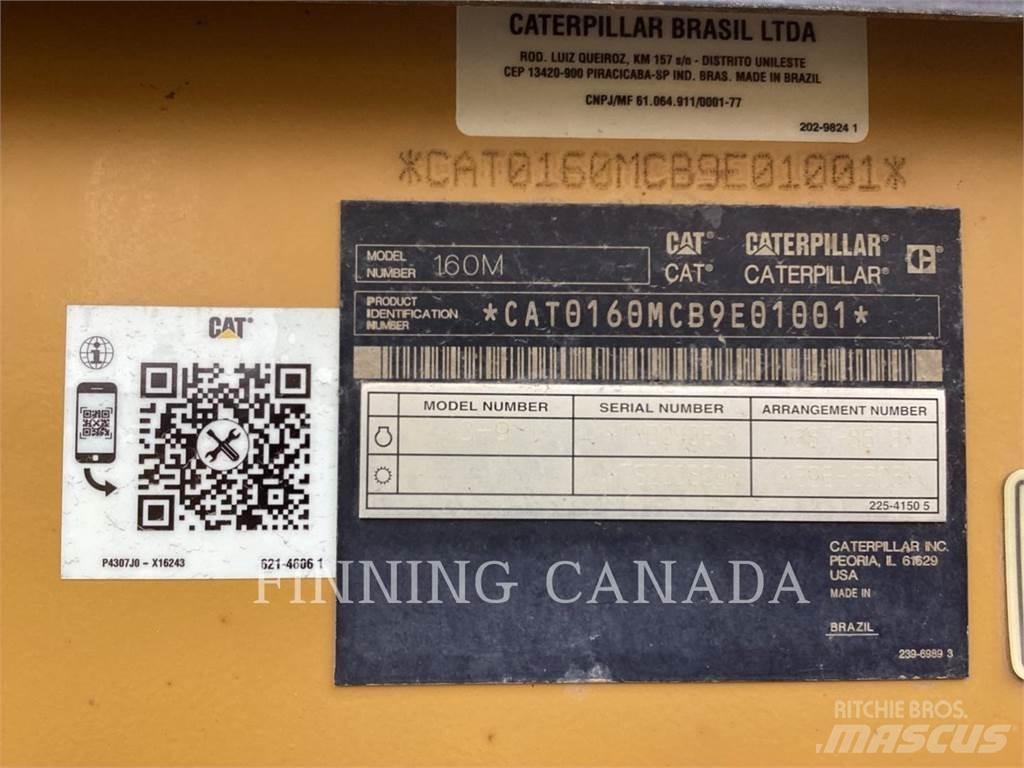 CATERPILLAR BRASIL LTDA
ROD. LUIZ QUEIROZ, KM 157 s/n - DISTRITO UNILESTE
CEP 13420-900 PIRACICABA-SP IND. BRAS. MADE IN BRAZIL
CNPJ/MF 61.064.911/0001-77
202-9824 1
*CAT0160MCB9E01001*
MODEL NUMBER 160M
CAT® CATERPILLAR®
CAT® CATERPILLAR®
PRODUCT IDENTIFICATION NUMBER *CAT0160MCB9E01001*
MODEL NUMBER SERIAL NUMBER ARRANGEMENT NUMBER
225-4150 5
CAT®
P4307J0 - X16243 621-4606 1
CATERPILLAR INC.
PEORIA, IL 61629
USA
MADE IN
BRAZIL
239-6989 3
FINNING CANADA
RITCHIE BROS.
MASCUS